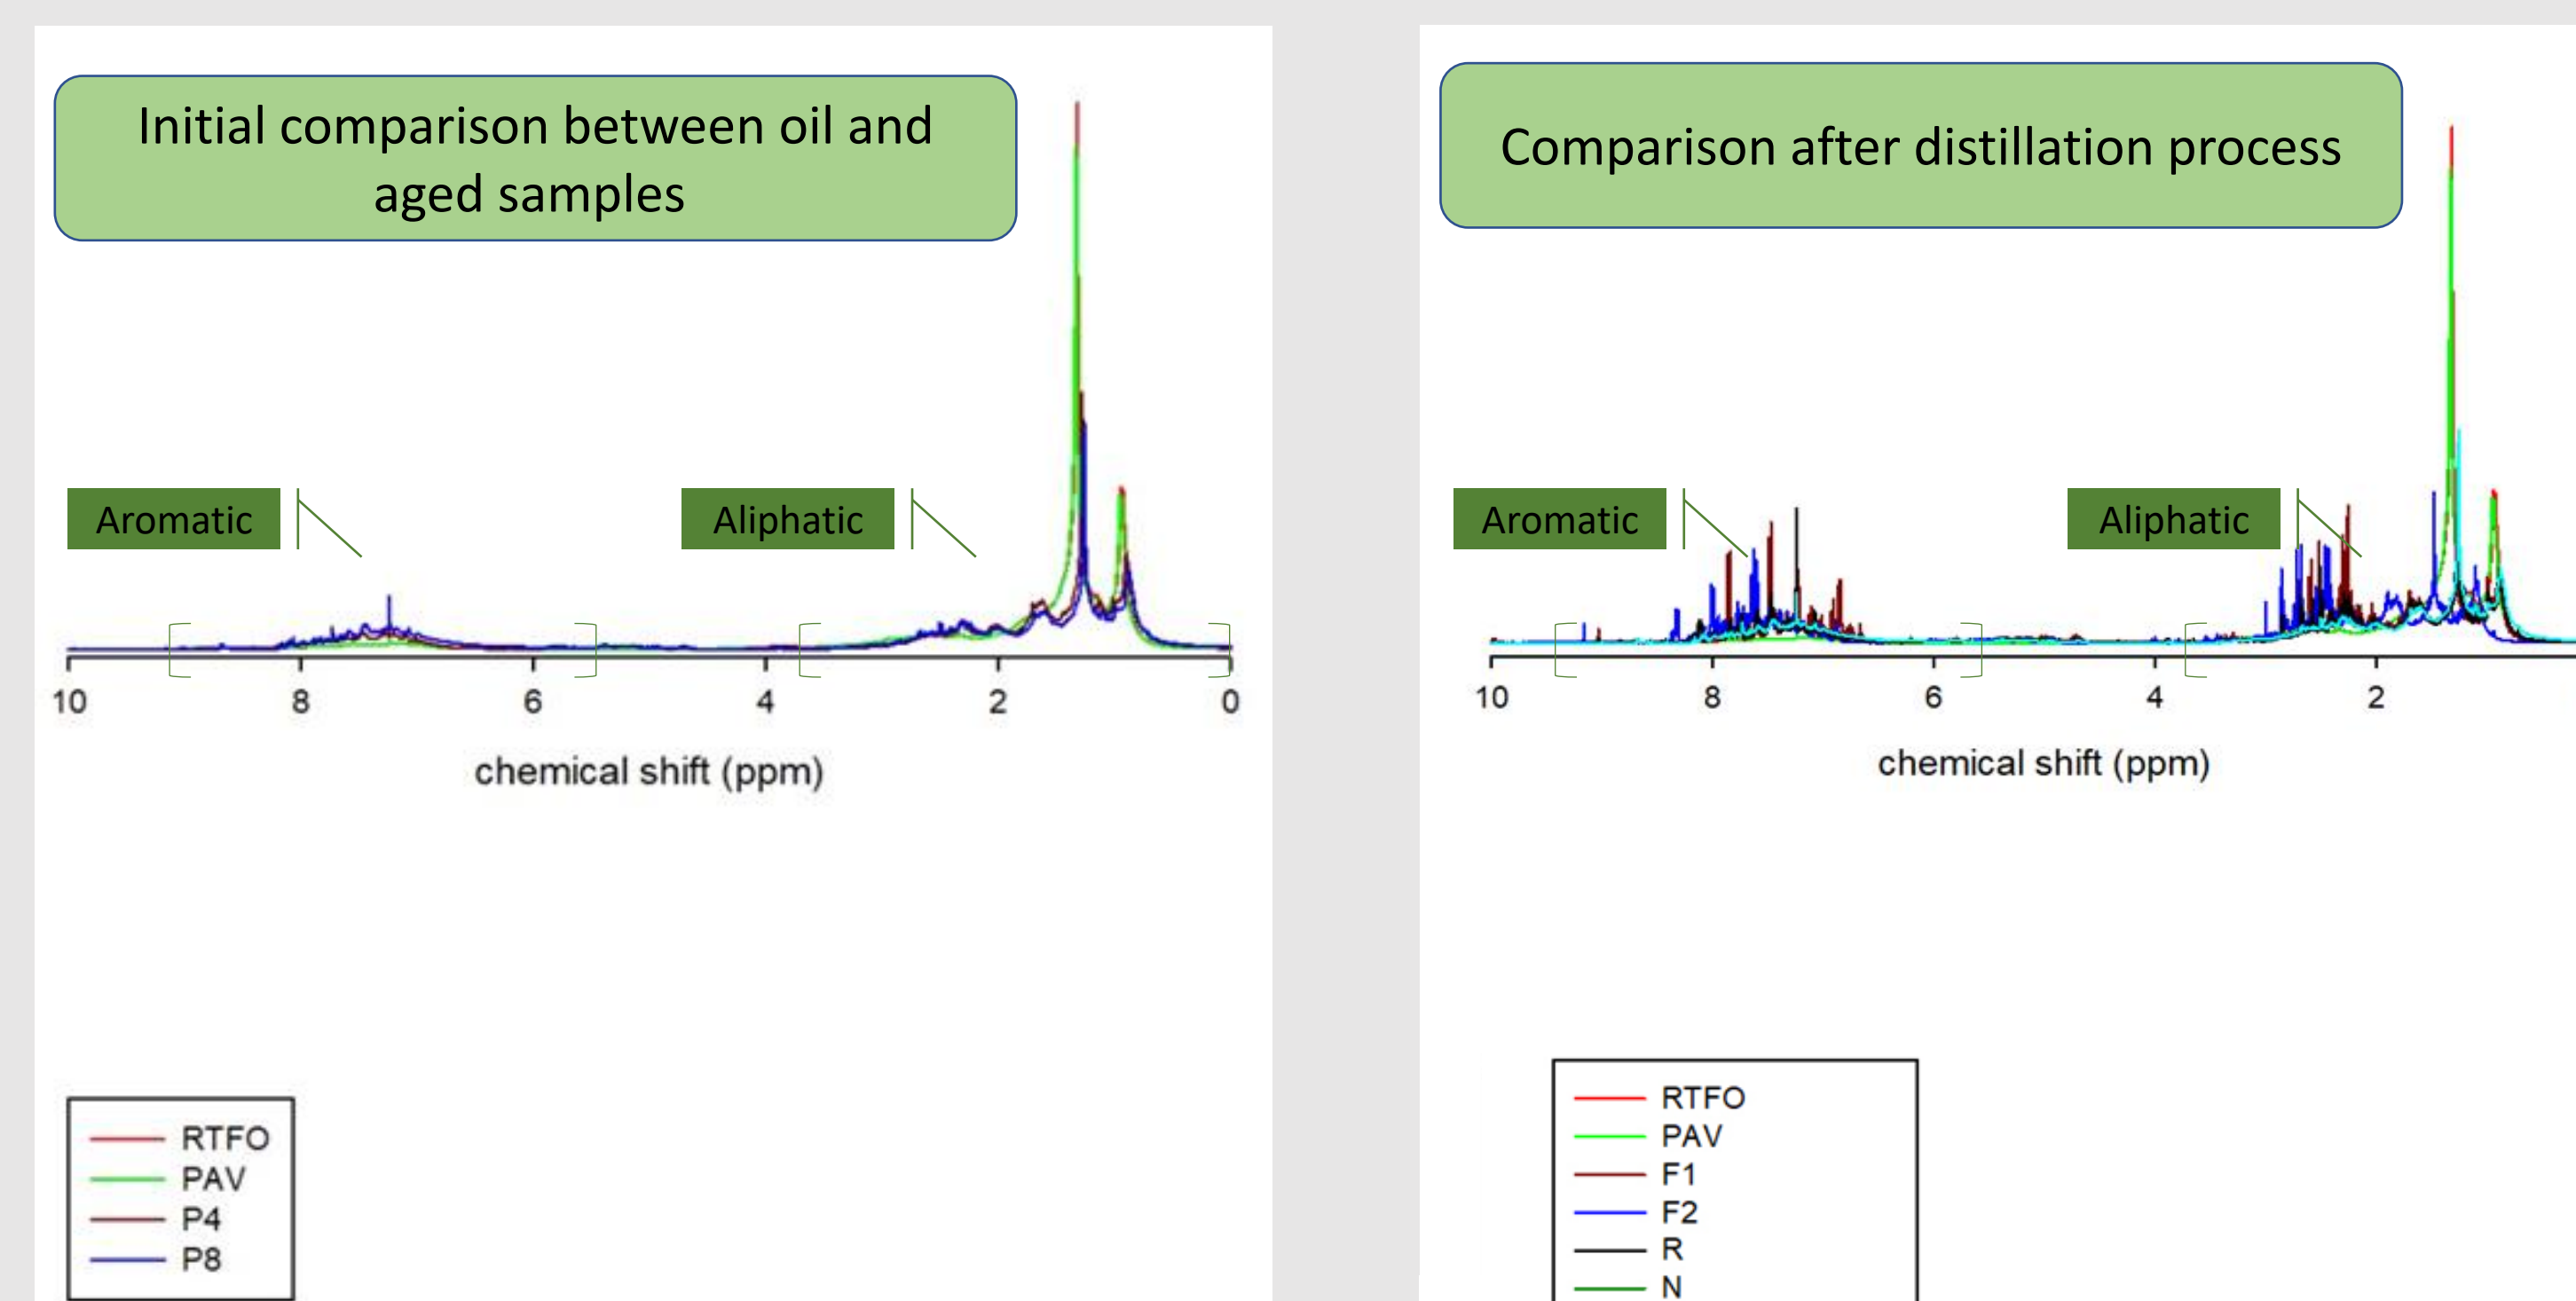 Initial comparison between oil and
aged samples
Aromatic
Aliphatic
10 8 6 4 2 0
chemical shift (ppm)
RTFO
PAV
P4
P8
Comparison after distillation process
Aromatic
Aliphatic
10 8 6 4 2
chemical shift (ppm)
RTFO
PAV
F1
F2
R
N